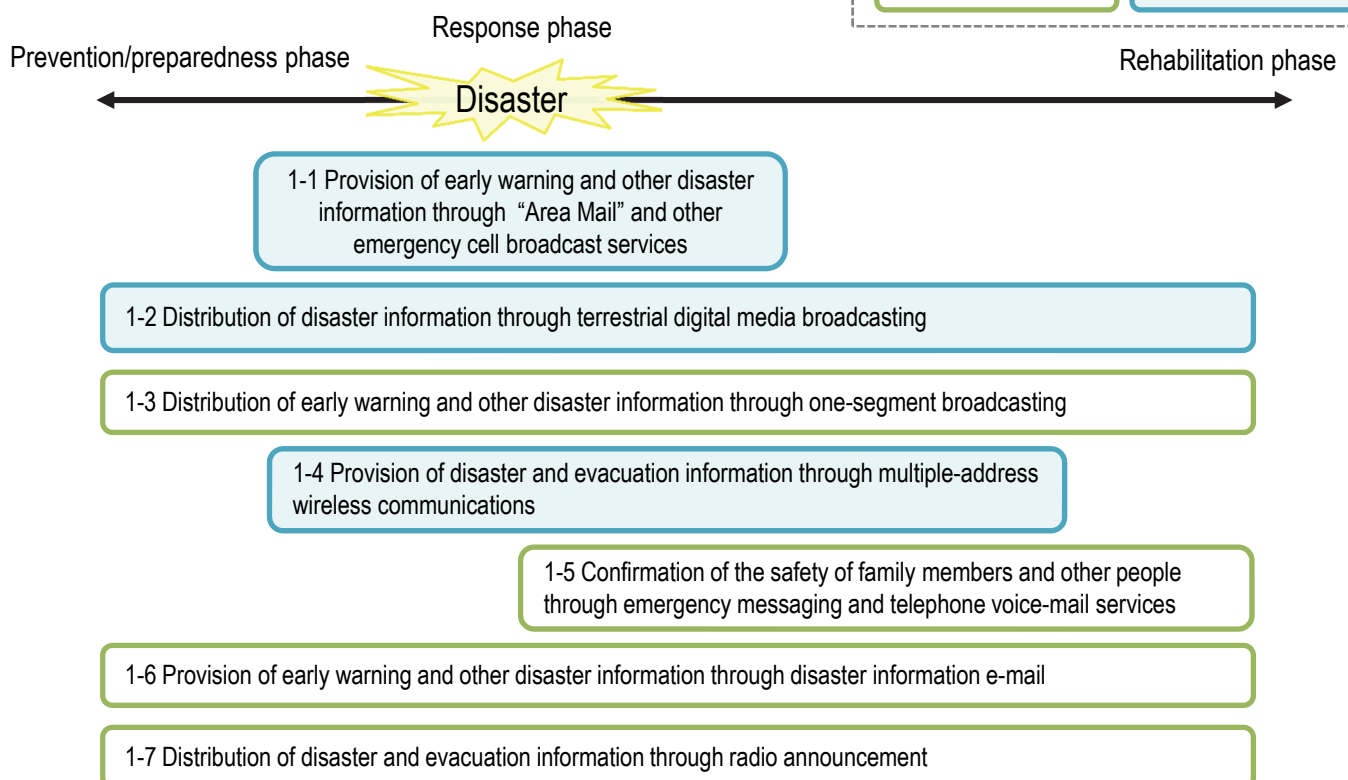 Response phase
Prevention/preparedness phase
Rehabilitation phase
Disaster
1-1 Provision of early warning and other disaster
information through “Area Mail” and other
emergency cell broadcast services
1-2 Distribution of disaster information through terrestrial digital media broadcasting
1-3 Distribution of early warning and other disaster information through one-segment broadcasting
1-4 Provision of disaster and evacuation information through multiple-address
wireless communications
1-5 Confirmation of the safety of family members and other people
through emergency messaging and telephone voice-mail services
1-6 Provision of early warning and other disaster information through disaster information e-mail
1-7 Distribution of disaster and evacuation information through radio announcement